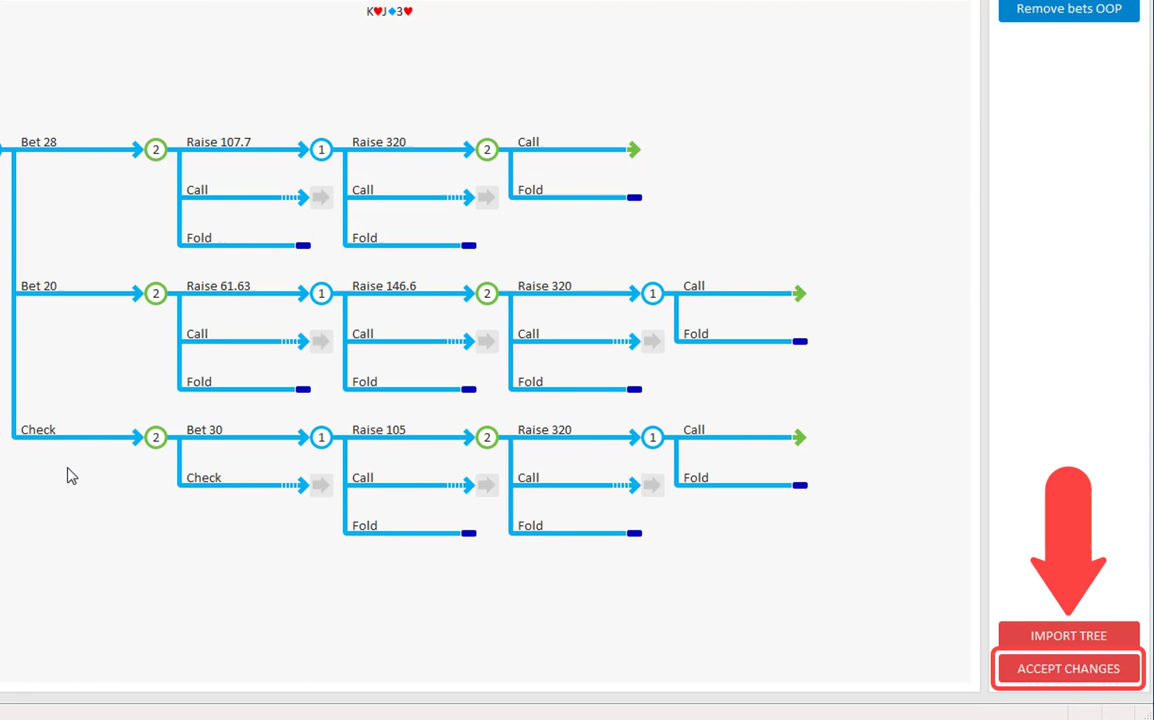 Remove bets OOP
K♥J♦3♥
Bet 28 2 Raise 107.7 1 Raise 320 2 Call
Call Call Fold
Fold Fold
Bet 20 2 Raise 61.63 1 Raise 146.6 2 Raise 320 1 Call
Call Call Call Fold
Fold Fold Fold
Check 2 Bet 30 1 Raise 105 2 Raise 320 1 Call
Check Call Call Fold
Fold Fold
IMPORT TREE
ACCEPT CHANGES